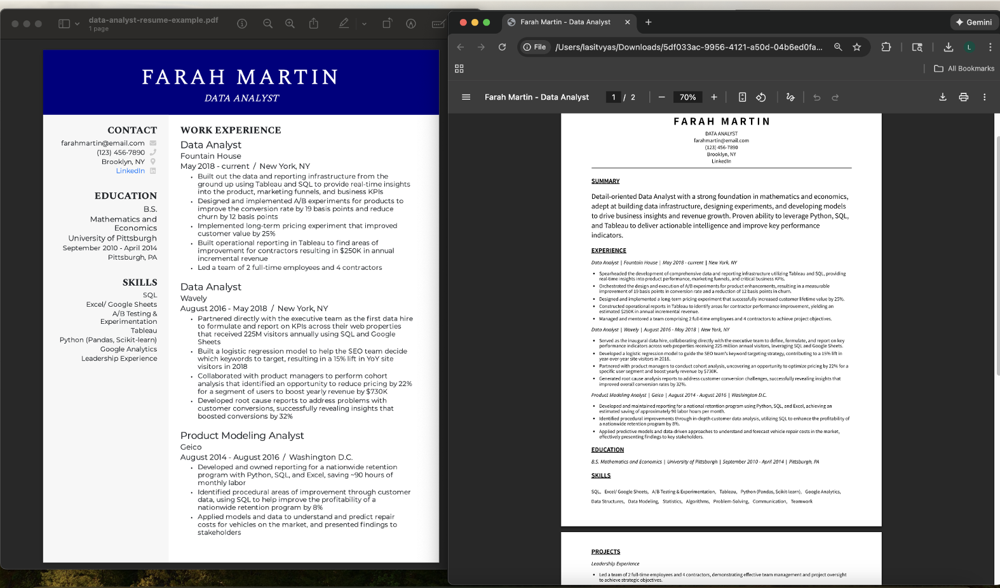 data-analyst-resume-example.pdf
1 page
FARAH MARTIN
DATA ANALYST
CONTACT
farahmartin@email.com
(123) 456-7890
Brooklyn, NY
LinkedIn
EDUCATION
B.S.
Mathematics and
Economics
University of Pittsburgh
September 2010 - April 2014
Pittsburgh, PA
SKILLS
SQL
Excel/ Google Sheets
A/B Testing &
Experimentation
Tableau
Python (Pandas, Scikit-learn)
Google Analytics
Leadership Experience
WORK EXPERIENCE
Data Analyst
Fountain House
May 2018 - current / New York, NY
• Built out the data and reporting infrastructure from the
ground up using Tableau and SQL to provide real-time insights
into the product, marketing funnels, and business KPIs
• Designed and implemented A/B experiments for products to
improve the conversion rate by 19 basis points and reduce
churn by 12 basis points
• Implemented long-term pricing experiment that improved
customer value by 25%
• Built operational reporting in Tableau to find areas of
improvement for contractors resulting in $250K in annual
incremental revenue
• Led a team of 2 full-time employees and 4 contractors
Data Analyst
Wavely
August 2016 - May 2018 / New York, NY
• Partnered directly with the executive team as the first data hire
to formulate and report on KPIs across their web properties
that received 225M visitors annually using SQL and Google
Sheets
• Built a logistic regression model to help the SEO team decide
which keywords to target, resulting in a 15% lift in YoY site
visitors in 2018
• Collaborated with product managers to perform cohort
analysis that identified an opportunity to reduce pricing by 22%
for a segment of users to boost yearly revenue by $730K
• Developed root cause reports to address problems with
customer conversions, successfully revealing insights that
boosted conversions by 32%
Product Modeling Analyst
Geico
August 2014 - August 2016 / Washington D.C.
• Developed and owned reporting for a nationwide retention
program with Python, SQL, and Excel, saving ~90 hours of
monthly labor
• Identified procedural areas of improvement through customer
data, using SQL to help improve the profitability of a
nationwide retention program by 8%
• Applied models and data to understand and predict repair
costs for vehicles on the market, and presented findings to
stakeholders
Farah Martin - Data Analyst
Gemini
File
/Users/lasitvyas/Downloads/5df033ac-9956-4121-a50d-04b6ed0fa...
L
All Bookmarks
Farah Martin - Data Analyst
1 / 2
70%
FARAH MARTIN
DATA ANALYST
farahmartin@email.com
(123) 456-7890
Brooklyn, NY
LinkedIn
SUMMARY
Detail-oriented Data Analyst with a strong foundation in mathematics and economics,
adept at building data infrastructure, designing experiments, and developing models
to drive business insights and revenue growth. Proven ability to leverage Python, SQL,
and Tableau to deliver actionable intelligence and improve key performance
indicators.
EXPERIENCE
Data Analyst | Fountain House | May 2018 - current | New York, NY
• Spearheaded the development of comprehensive data and reporting infrastructure utilizing Tableau and SQL, providing
real-time insights into product performance, marketing funnels, and critical business KPIs.
• Orchestrated the design and execution of A/B experiments for product enhancements, resulting in a measurable
improvement of 19 basis points in conversion rate and a reduction of 12 basis points in churn.
• Designed and implemented a long-term pricing experiment that successfully increased customer lifetime value by 25%.
• Constructed operational reports in Tableau to identify areas for contractor performance improvement, yielding an
estimated $250K in annual incremental revenue.
• Managed and mentored a team comprising 2 full-time employees and 4 contractors to achieve project objectives.
Data Analyst | Wavely | August 2016 - May 2018 | New York, NY
• Served as the inaugural data hire, collaborating directly with the executive team to define, formulate, and report on key
performance indicators across web properties receiving 225 million annual visitors, leveraging SQL and Google Sheets.
• Developed a logistic regression model to guide the SEO team's keyword targeting strategy, contributing to a 15% lift in
year-over-year site visitors in 2018.
• Partnered with product managers to conduct cohort analysis, uncovering an opportunity to optimize pricing by 22% for a
specific user segment and boost yearly revenue by $730K.
• Generated root cause analysis reports to address customer conversion challenges, successfully revealing insights that
improved overall conversion rates by 32%.
Product Modeling Analyst | Geico | August 2014 - August 2016 | Washington D.C.
• Developed and maintained reporting for a national retention program using Python, SQL, and Excel, achieving an
estimated saving of approximately 90 labor hours per month.
• Identified procedural improvements through in-depth customer data analysis, utilizing SQL to enhance the profitability of
a nationwide retention program by 8%.
• Applied predictive models and data-driven approaches to understand and forecast vehicle repair costs in the market,
effectively presenting findings to key stakeholders.
EDUCATION
B.S. Mathematics and Economics | University of Pittsburgh | September 2010 - April 2014 | Pittsburgh, PA
SKILLS
SQL, Excel/ Google Sheets, A/B Testing & Experimentation, Tableau, Python (Pandas, Scikit-learn), Google Analytics,
Data Structures, Data Modeling, Statistics, Algorithms, Problem-Solving, Communication, Teamwork
PROJECTS
Leadership Experience
• Led a team of 2 full-time employees and 4 contractors, demonstrating effective team management and project oversight
to achieve strategic objectives.